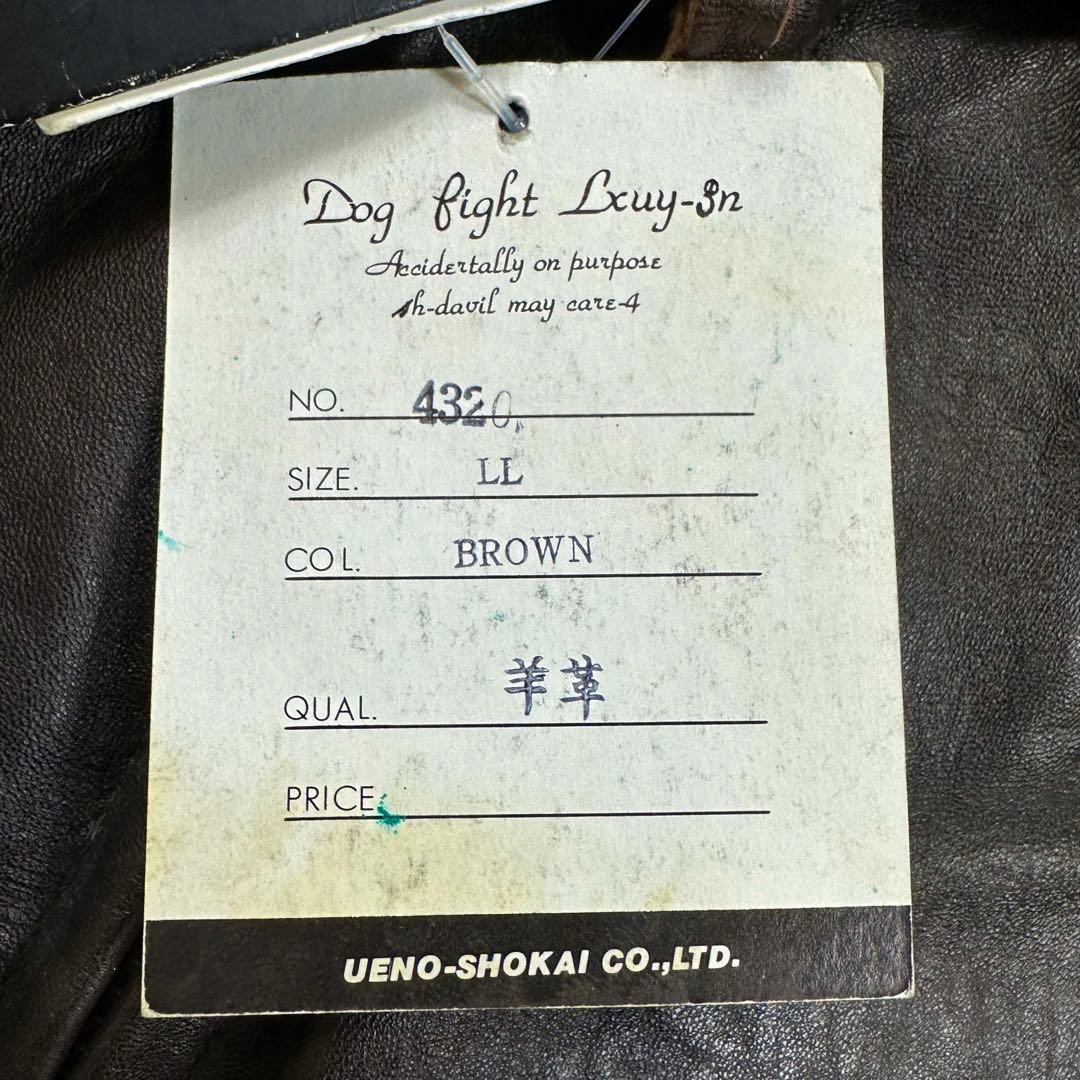 Dog fight Lxuy-3n
Accidertally on purpose
sh-davil may care-4
NO. 4320
SIZE. LL
COL. BROWN
QUAL. 羊革
PRICE
UENO-SHOKAI CO.,LTD.